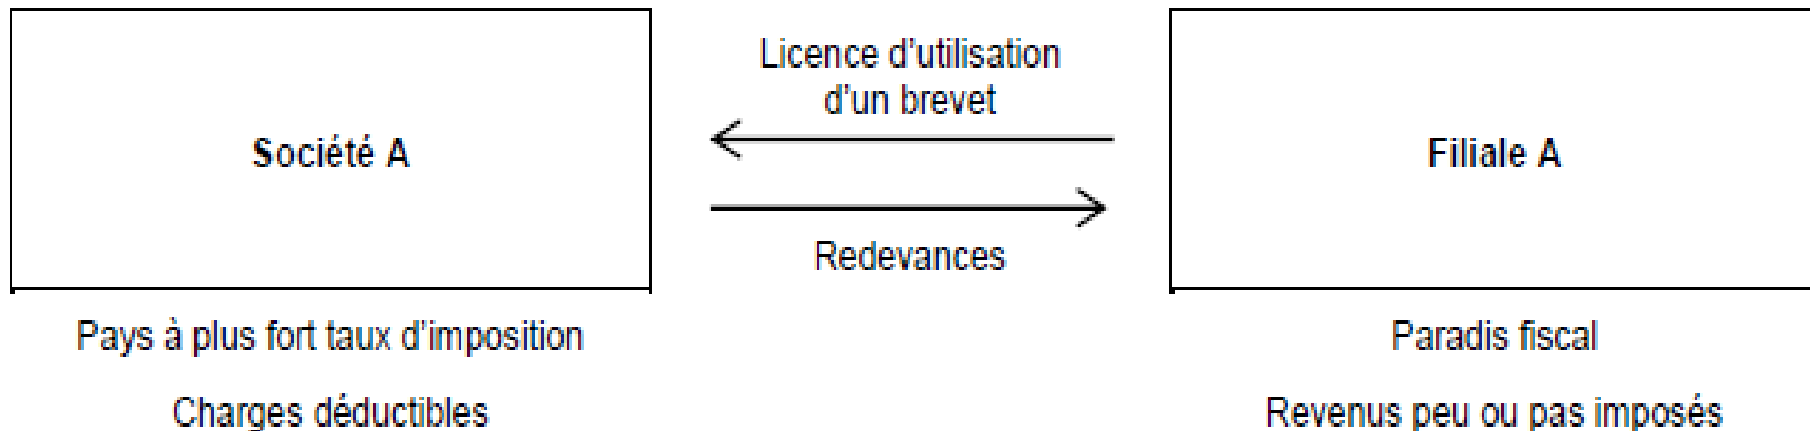 Licence d'utilisation
d'un brevet
Société A
Filiale A
Redevances
Pays à plus fort taux d'imposition
Paradis fiscal
Charges déductibles
Revenus peu ou pas imposés